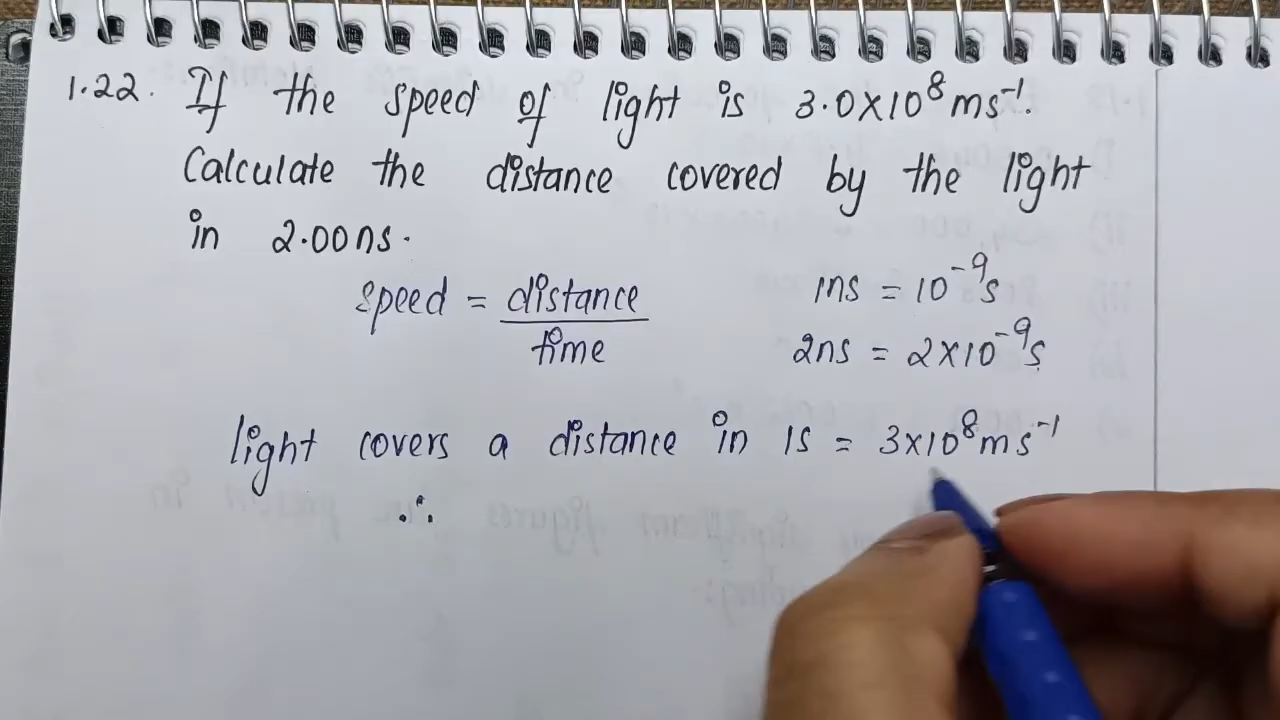 1.22. If the speed of light is 3.0×10⁸ms⁻¹.
Calculate the distance covered by the light
in 2.00ns.
speed = distance / time
1ns = 10⁻⁹s
2ns = 2×10⁻⁹s
light covers a distance in 1s = 3×10⁸ms⁻¹
∴